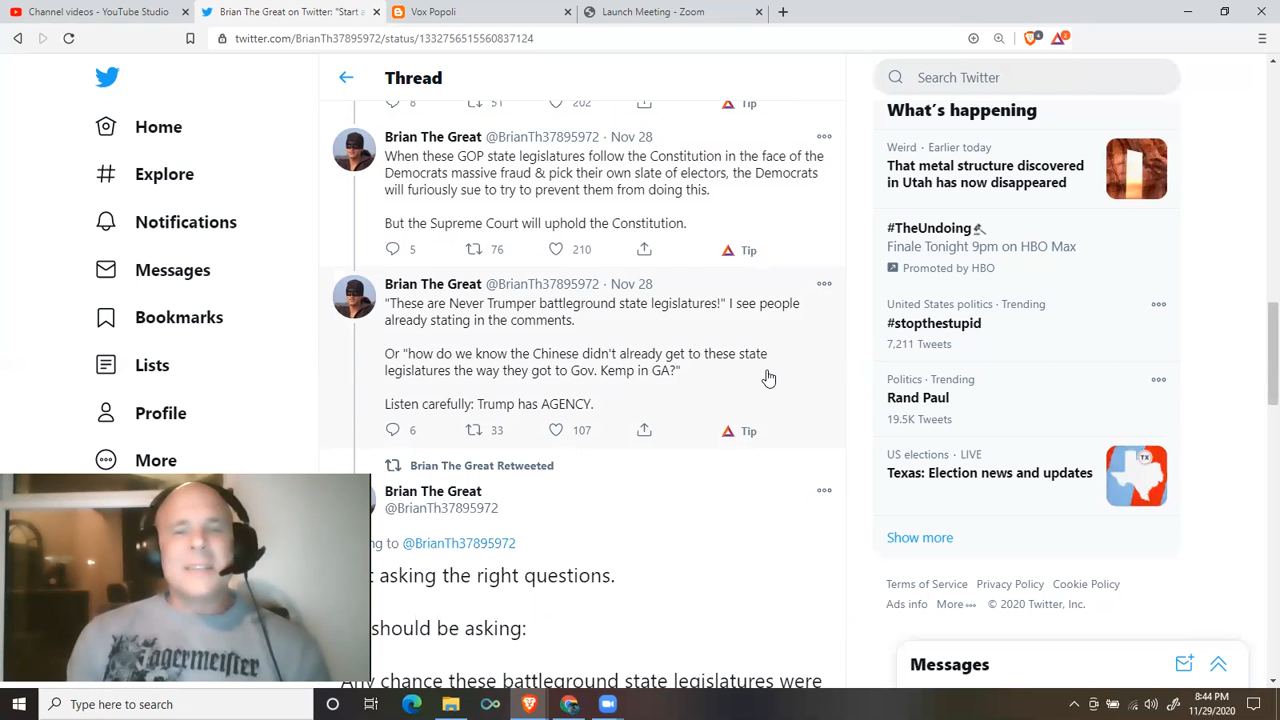 Channel videos - YouTube Studio
Brian The Great on Twitter: "Start a
Vox Popoli
Launch Meeting - Zoom
twitter.com/BrianTh37895972/status/1333275651556083​7124
4
2
Thread
Search Twitter
8 51 202 Tip
Home
Explore
Notifications
Messages
Bookmarks
Lists
Profile
More
Brian The Great @BrianTh37895972 · Nov 28
When these GOP state legislatures follow the Constitution in the face of the
Democrats massive fraud & pick their own slate of electors, the Democrats
will furiously sue to try to prevent them from doing this.
But the Supreme Court will uphold the Constitution.
5 76 210 Tip
Brian The Great @BrianTh37895972 · Nov 28
"These are Never Trumper battleground state legislatures!" I see people
already stating in the comments.
Or "how do we know the Chinese didn't already get to these state
legislatures the way they got to Gov. Kemp in GA?"
Listen carefully: Trump has AGENCY.
6 33 107 Tip
Brian The Great Retweeted
Brian The Great
@BrianTh37895972
g to @BrianTh37895972
t asking the right questions.
should be asking:
Any chance these battleground state legislatures were
What's happening
Weird · Earlier today
That metal structure discovered
in Utah has now disappeared
#TheUndoing
Finale Tonight 9pm on HBO Max
Promoted by HBO
United States politics · Trending
#stopthestupid
7,211 Tweets
Politics · Trending
Rand Paul
19.5K Tweets
US elections · LIVE
Texas: Election news and updates
TX
Show more
Terms of Service Privacy Policy Cookie Policy
Ads info More © 2020 Twitter, Inc.
Messages
Jägermeister
Type here to search
8:44 PM
11/29/2020